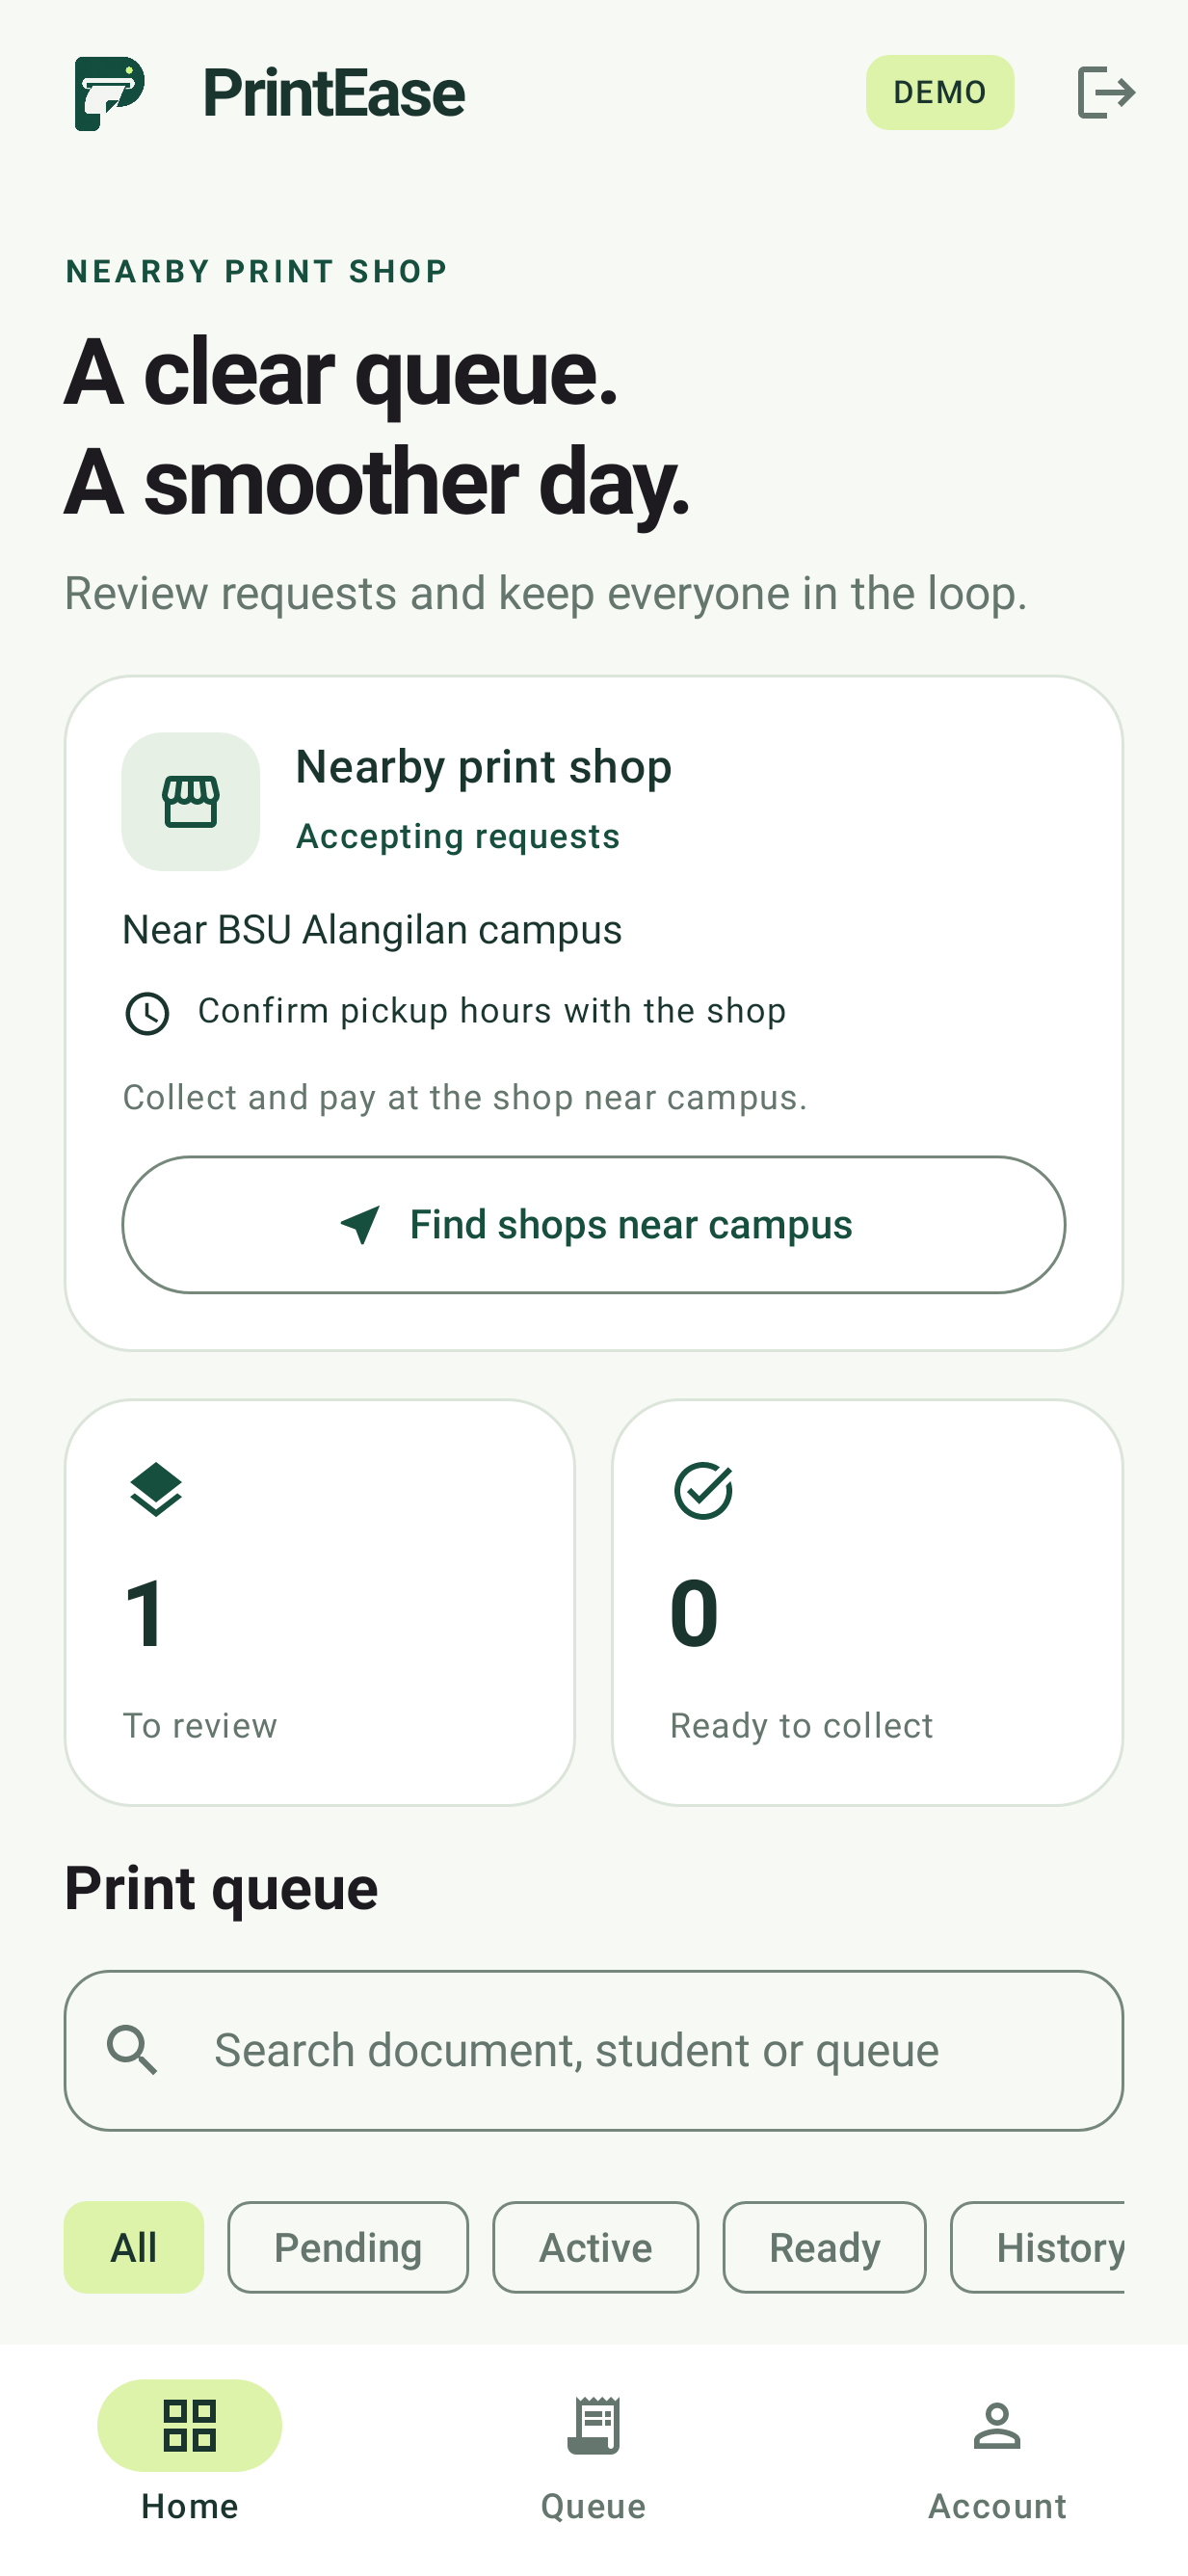 PrintEase
DEMO
NEARBY PRINT SHOP
A clear queue.
A smoother day.
Review requests and keep everyone in the loop.
Nearby print shop
Accepting requests
Near BSU Alangilan campus
Confirm pickup hours with the shop
Collect and pay at the shop near campus.
Find shops near campus
1
To review
0
Ready to collect
Print queue
Search document, student or queue
All
Pending
Active
Ready
History
Home
Queue
Account